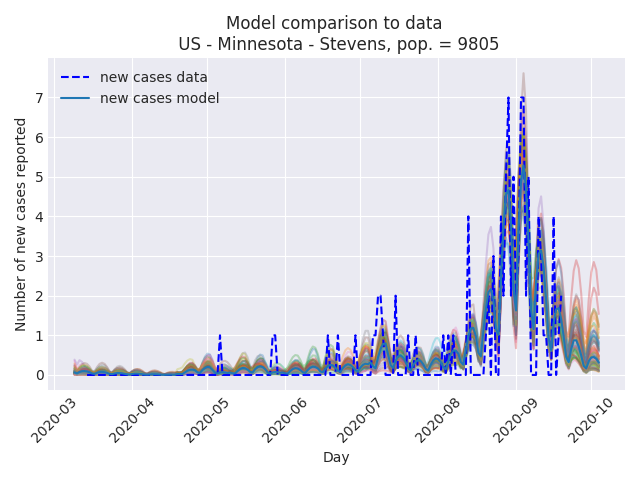 Model comparison to data
US - Minnesota - Stevens, pop. = 9805
new cases data
new cases model
Number of new cases reported
7
6
5
4
3
2
1
0
2020-03
2020-04
2020-05
2020-06
2020-07
2020-08
2020-09
2020-10
Day